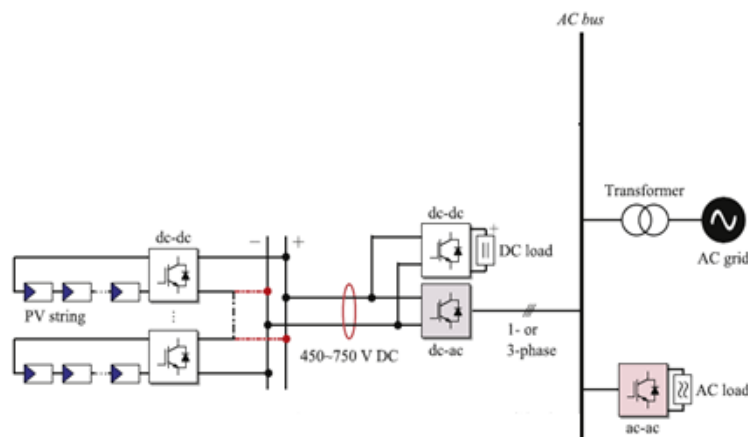 AC bus
Transformer
AC grid
dc-dc
− +
dc-dc
+
DC load
PV string
450~750 V DC
dc-ac
1- or
3-phase
AC load
ac-ac